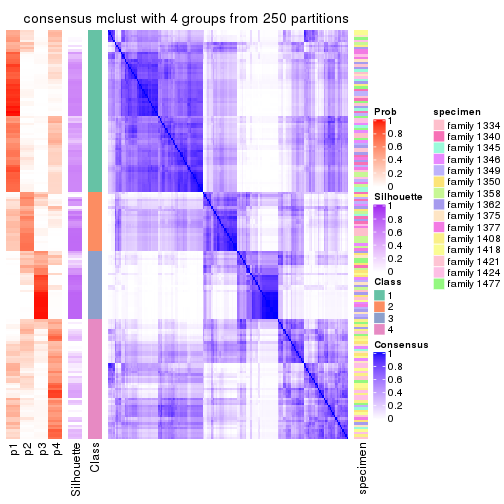 consensus mclust with 4 groups from 250 partitions
Prob
1
0.8
0.6
0.4
0.2
0
Silhouette
1
0.8
0.6
0.4
0.2
0
Class
1
2
3
4
Consensus
1
0.8
0.6
0.4
0.2
0
specimen
family 1334
family 1340
family 1345
family 1346
family 1349
family 1350
family 1358
family 1362
family 1375
family 1377
family 1408
family 1418
family 1421
family 1424
family 1477
p1
p2
p3
p4
Silhouette
Class
specimen